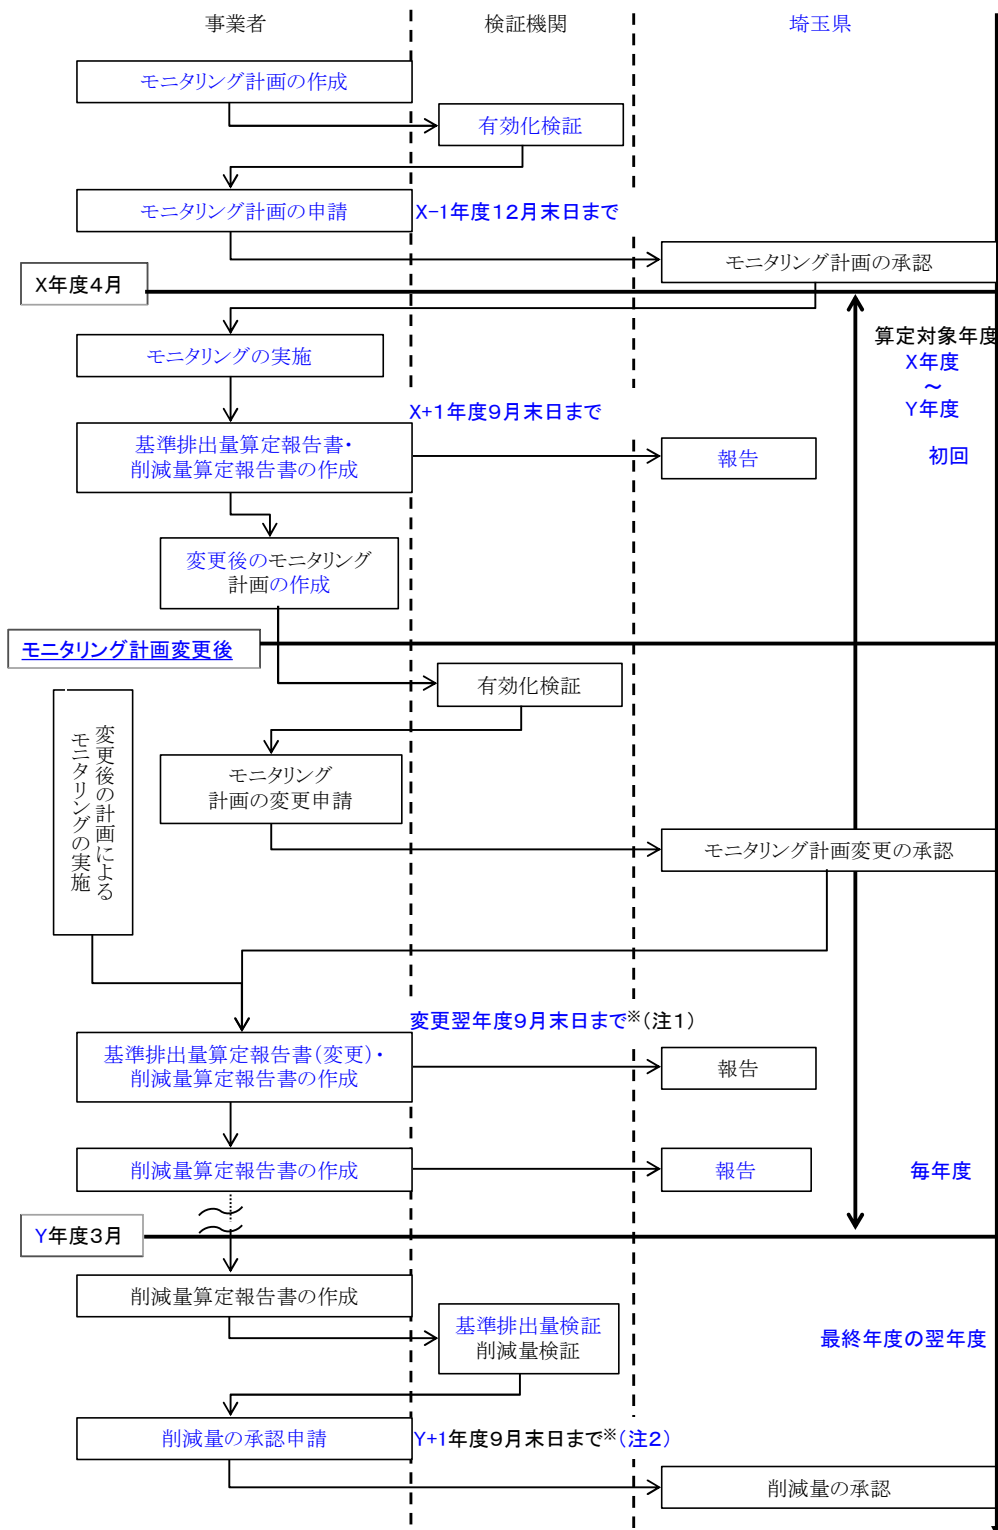 事業者
検証機関
埼玉県
モニタリング計画の作成
有効化検証
モニタリング計画の申請
X−1年度12月末日まで
モニタリング計画の承認
X年度4月
算定対象年度
X年度
～
Y年度
モニタリングの実施
X+1年度9月末日まで
基準排出量算定報告書・
削減量算定報告書の作成
報告
初回
変更後のモニタリング
計画の作成
モニタリング計画変更後
有効化検証
変更後の計画による
モニタリングの実施
モニタリング
計画の変更申請
モニタリング計画変更の承認
変更翌年度9月末日まで※(注1)
基準排出量算定報告書(変更)・
削減量算定報告書の作成
報告
削減量算定報告書の作成
報告
毎年度
Y年度3月
削減量算定報告書の作成
基準排出量検証
削減量検証
最終年度の翌年度
削減量の承認申請
Y+1年度9月末日まで※(注2)
削減量の承認